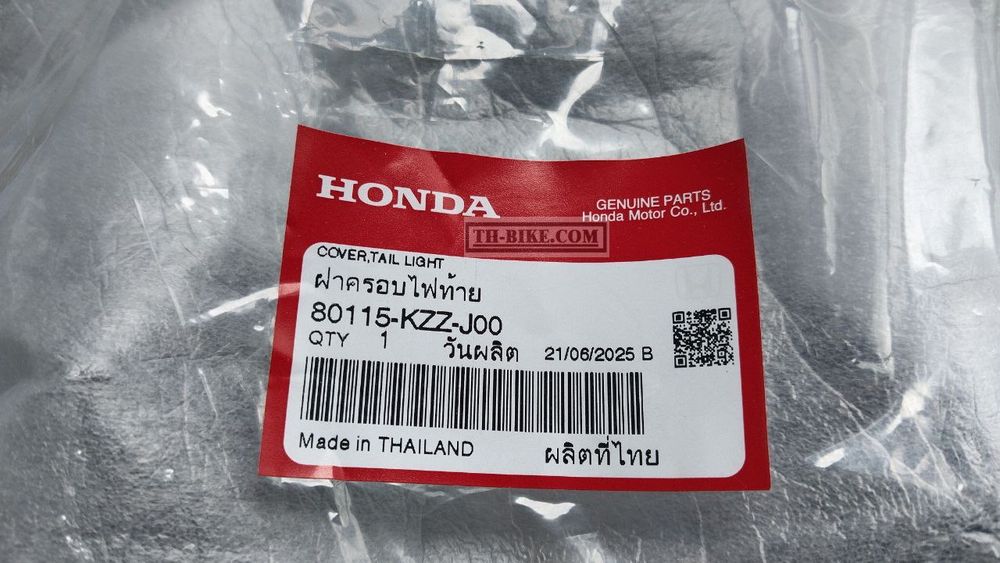 HONDA
GENUINE PARTS
Honda Motor Co., Ltd.
TH-BIKE.COM
COVER,TAIL LIGHT
ฝาครอบไฟท้าย
80115-KZZ-J00
QTY 1 วันผลิต 21/06/2025 B
Made in THAILAND ผลิตที่ไทย